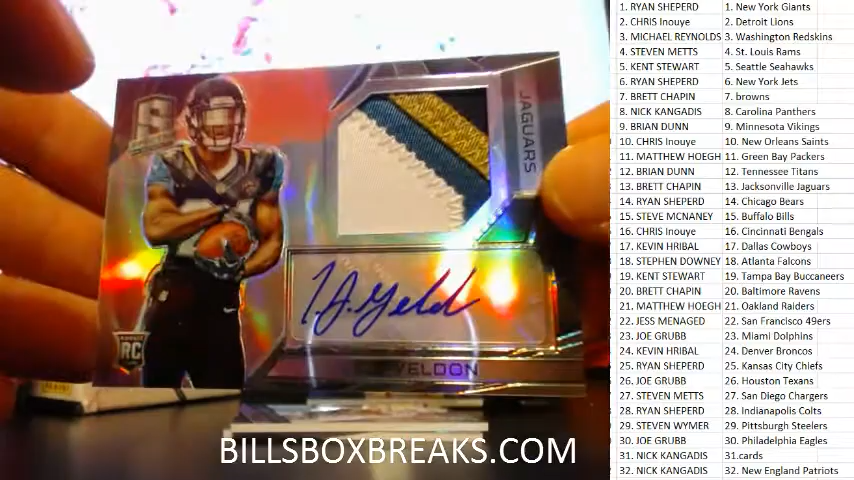 JAGUARS
T.J. Yeld
RC
YELDON
BILLSBOXBREAKS.COM
1. RYAN SHEPERD 1. New York Giants
2. CHRIS Inouye 2. Detroit Lions
3. MICHAEL REYNOLDS 3. Washington Redskins
4. STEVEN METTS 4. St. Louis Rams
5. KENT STEWART 5. Seattle Seahawks
6. RYAN SHEPERD 6. New York Jets
7. BRETT CHAPIN 7. browns
8. NICK KANGADIS 8. Carolina Panthers
9. BRIAN DUNN 9. Minnesota Vikings
10. CHRIS Inouye 10. New Orleans Saints
11. MATTHEW HOEGH 11. Green Bay Packers
12. BRIAN DUNN 12. Tennessee Titans
13. BRETT CHAPIN 13. Jacksonville Jaguars
14. RYAN SHEPERD 14. Chicago Bears
15. STEVE MCNANEY 15. Buffalo Bills
16. CHRIS Inouye 16. Cincinnati Bengals
17. KEVIN HRIBAL 17. Dallas Cowboys
18. STEPHEN DOWNEY 18. Atlanta Falcons
19. KENT STEWART 19. Tampa Bay Buccaneers
20. BRETT CHAPIN 20. Baltimore Ravens
21. MATTHEW HOEGH 21. Oakland Raiders
22. JESS MENAGED 22. San Francisco 49ers
23. JOE GRUBB 23. Miami Dolphins
24. KEVIN HRIBAL 24. Denver Broncos
25. RYAN SHEPERD 25. Kansas City Chiefs
26. JOE GRUBB 26. Houston Texans
27. STEVEN METTS 27. San Diego Chargers
28. RYAN SHEPERD 28. Indianapolis Colts
29. STEVEN WYMER 29. Pittsburgh Steelers
30. JOE GRUBB 30. Philadelphia Eagles
31. NICK KANGADIS 31.cards
32. NICK KANGADIS 32. New England Patriots